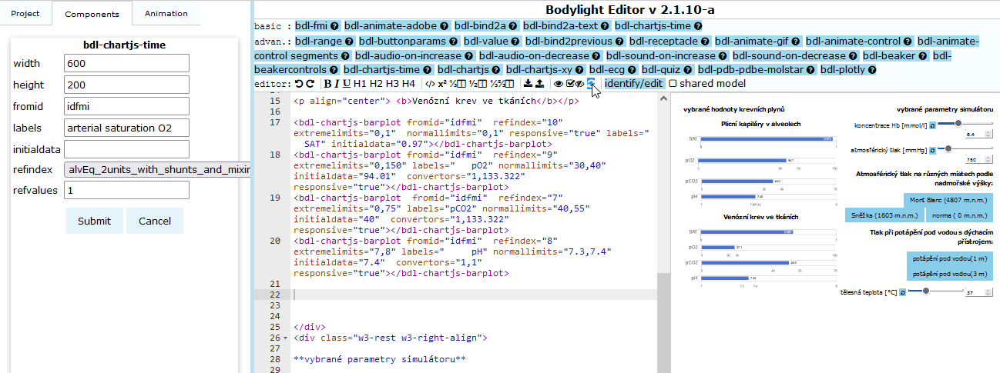 Project
Components
Animation
bdl-chartjs-time
width
600
height
200
fromid
idfmi
labels
arterial saturation O2
initialdata
refindex
alvEq_2units_with_shunts_and_mixin
refvalues
1
Submit
Cancel
Bodylight Editor v 2.1.10-a
basic : bdl-fmi bdl-animate-adobe bdl-bind2a bdl-bind2a-text bdl-chartjs-time
advan.: bdl-range bdl-buttonparams bdl-value bdl-bind2previous bdl-receptacle bdl-animate-gif bdl-animate-control bdl-animate-
control segments bdl-audio-on-increase bdl-audio-on-decrease bdl-sound-on-increase bdl-sound-on-decrease bdl-beaker bdl-
beakercontrols bdl-chartjs-time bdl-chartjs bdl-chartjs-xy bdl-ecg bdl-quiz bdl-pdb-pdbe-molstar bdl-plotly
editor: B I U H1 H2 H3 H4 </> x² identify/edit shared model
15 <p align="center"> <b>Venózní krev ve tkáních</b></p>
16
17 <bdl-chartjs-barplot fromid="idfmi"  refindex="10"
extremelimits="0,1"  normallimits="0,1" responsive="true" labels="
SAT" initialdata="0.97"></bdl-chartjs-barplot>
18 <bdl-chartjs-barplot fromid="idfmi"  refindex="9"
extremelimits="0,150" labels="   pO2" normallimits="30,40"
initialdata="94.01"  convertors="1,133.322"
responsive="true"></bdl-chartjs-barplot>
19 <bdl-chartjs-barplot  fromid="idfmi"  refindex="7"
extremelimits="0,75" labels="pCO2" normallimits="40,55"
initialdata="40"  convertors="1,133.322"
responsive="true"></bdl-chartjs-barplot>
20 <bdl-chartjs-barplot fromid="idfmi"  refindex="8"
extremelimits="7,8" labels="     pH" normallimits="7.3,7.4"
initialdata="7.4"  convertors="1,1"
responsive="true"></bdl-chartjs-barplot>
21
22
23
24
25 </div>
26 <div class="w3-rest w3-right-align">
27
28 **vybrané parametry simulátoru**
29
vybrané hodnoty krevních plynů
Plicní kapiláry v alveolech
SAT
pO2
pCO2
pH
Venózní krev ve tkáních
SAT
pO2
pCO2
pH
vybrané parametry simulátoru
koncentrace Hb [mmol/l]
8.4
atmosférický tlak [mmHg]
760
Atmosférický tlak na různých místech podle
nadmořské výšky:
Mont Blanc (4807 m.n.m.)
Sněžka (1603 m.n.m.)
norma ( 0 m.n.m.)
Tlak při potápění pod vodou s dýchacím
přístrojem:
potápění pod vodou(1 m)
potápění pod vodou(3 m)
tělesná teplota [°C]
37